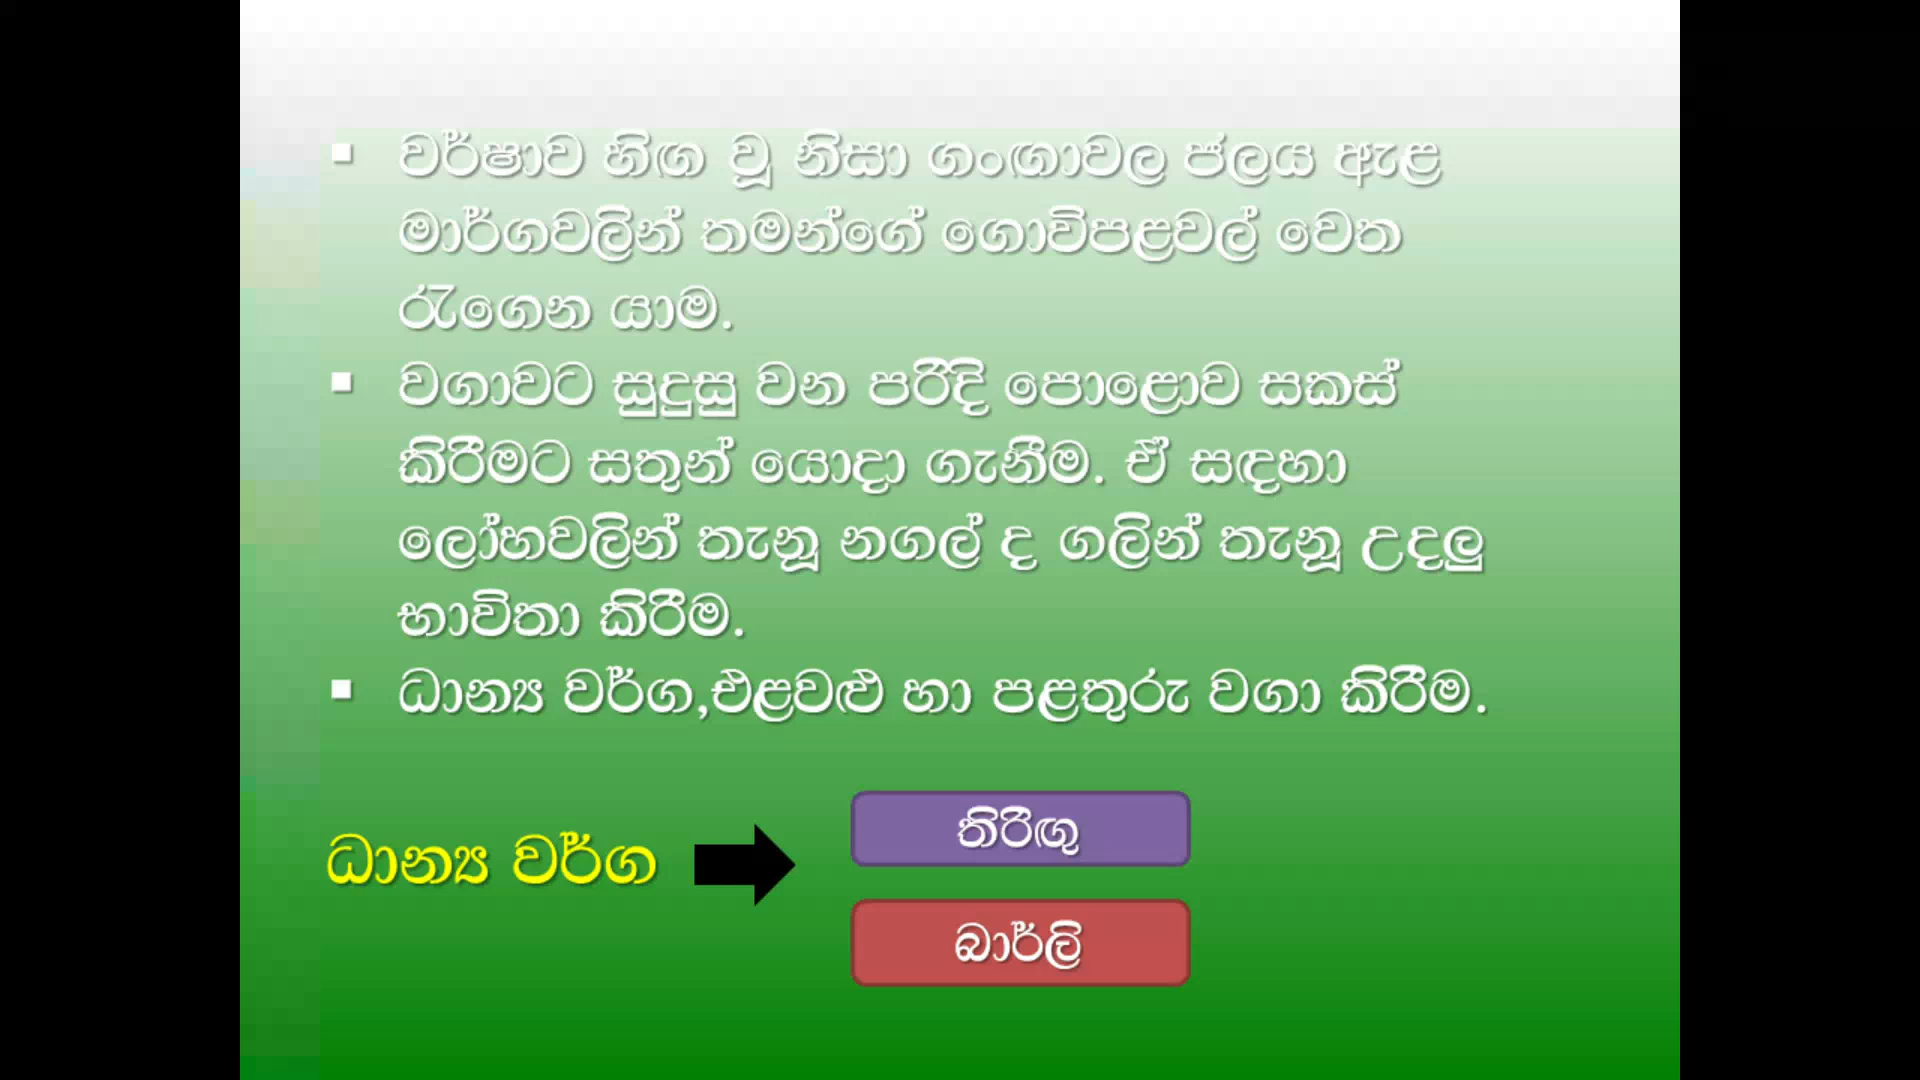 ▪ වර්ෂාව හිඟ වූ නිසා ගංඟාවල ජලය ඇළ
මාර්ගවලින් තමන්ගේ ගොවිපළවල් වෙත
රැගෙන යාම.
▪ වගාවට සුදුසු වන පරිදි පොළොව සකස්
කිරීමට සතුන් යොදා ගැනීම. ඒ සඳහා
ලෝහවලින් තැනූ නගුල් ද ගලින් තැනූ උදලු
භාවිතා කිරීම.
▪ ධාන්‍ය වර්ග,එළවළු හා පළතුරු වගා කිරීම.
ධාන්‍ය වර්ග
තිරිඟු
බාර්ලි